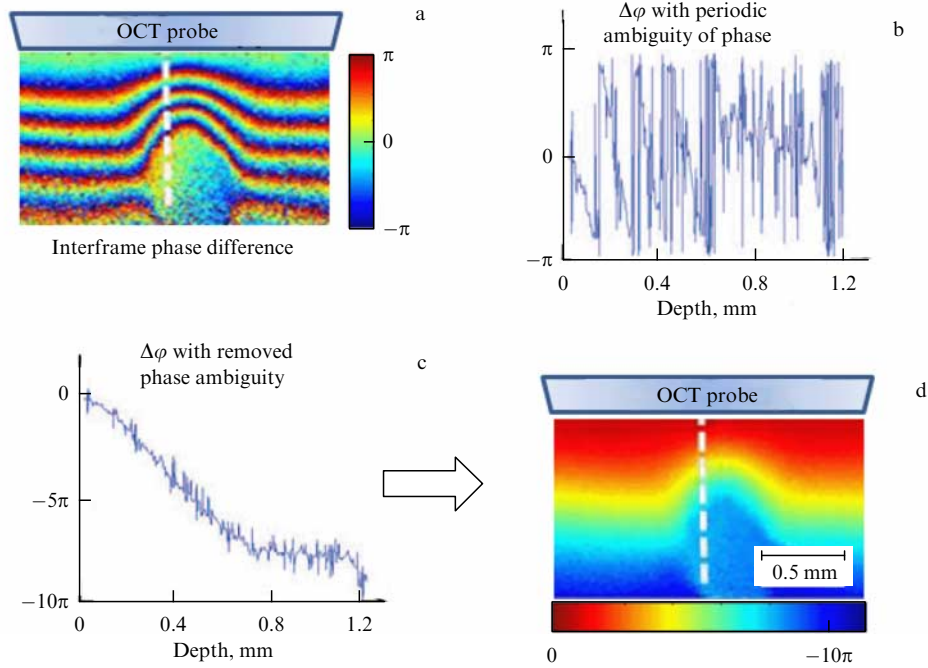 a
OCT probe
π
0
−π
Interframe phase difference
Δφ with periodic
ambiguity of phase
b
π
0
−π
0
0.4
0.8
1.2
Depth, mm
Δφ with removed
phase ambiguity
c
0
−5π
−10π
0
0.4
0.8
1.2
Depth, mm
d
OCT probe
0.5 mm
0
−10π